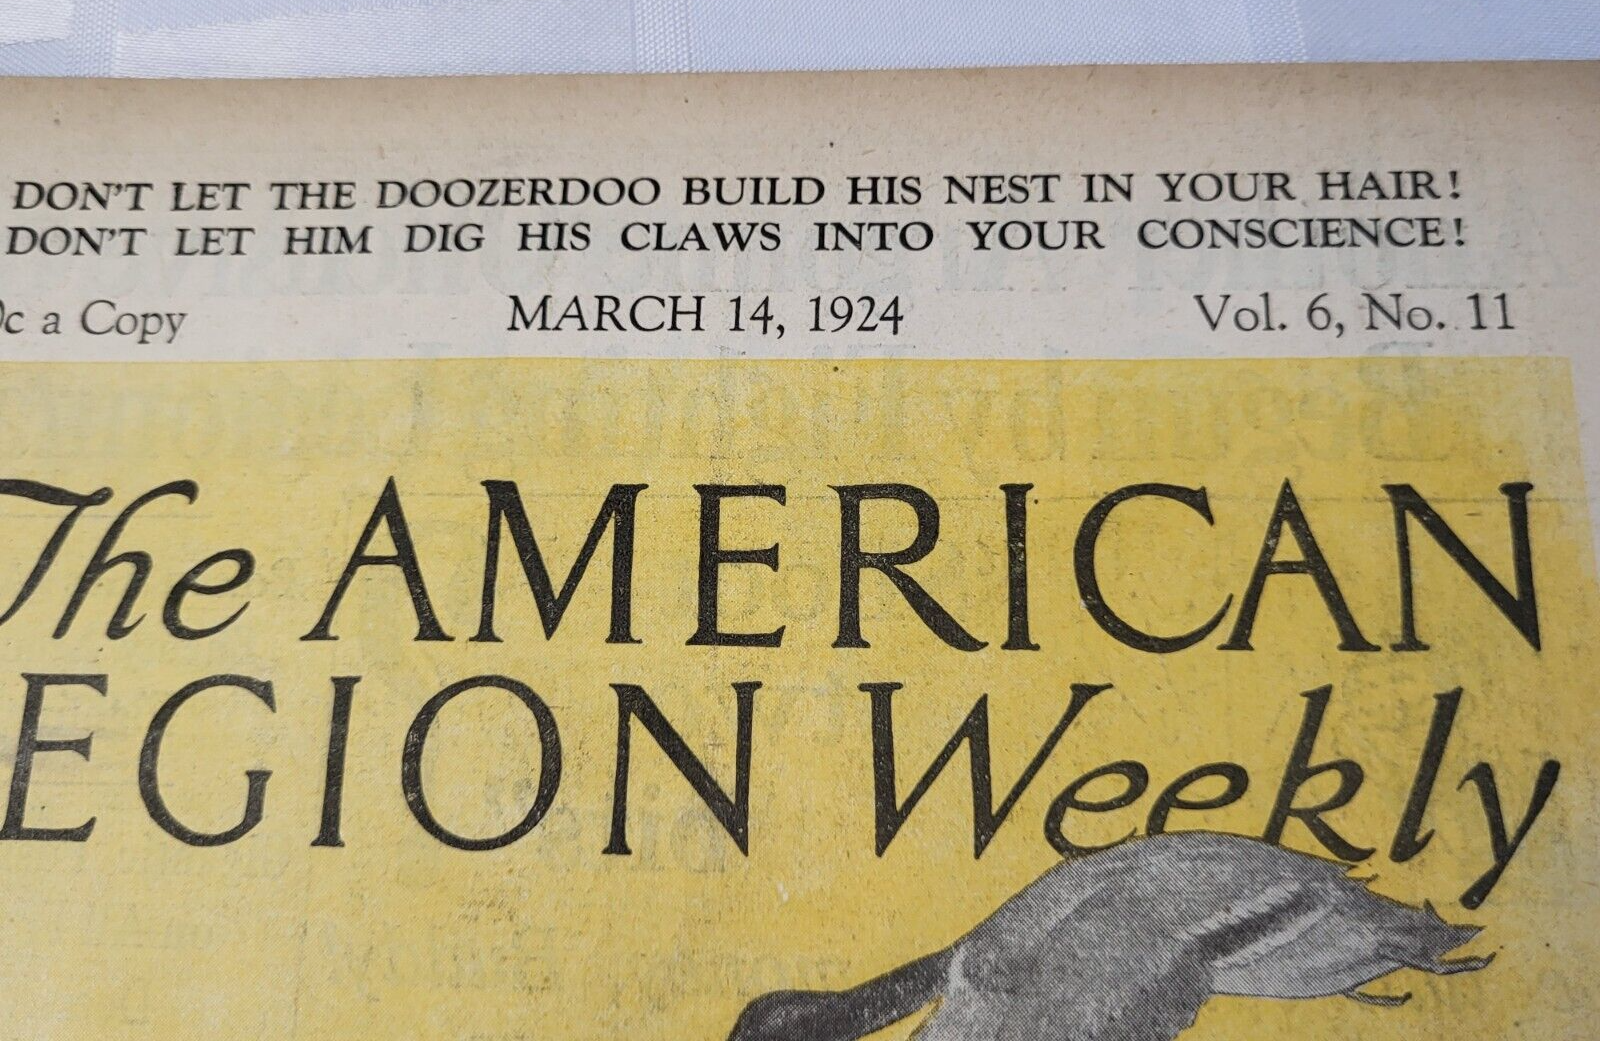 DON'T LET THE DOOZERDOO BUILD HIS NEST IN YOUR HAIR!
DON'T LET HIM DIG HIS CLAWS INTO YOUR CONSCIENCE!
c a Copy MARCH 14, 1924 Vol. 6, No. 11
The AMERICAN
EGION Weekly